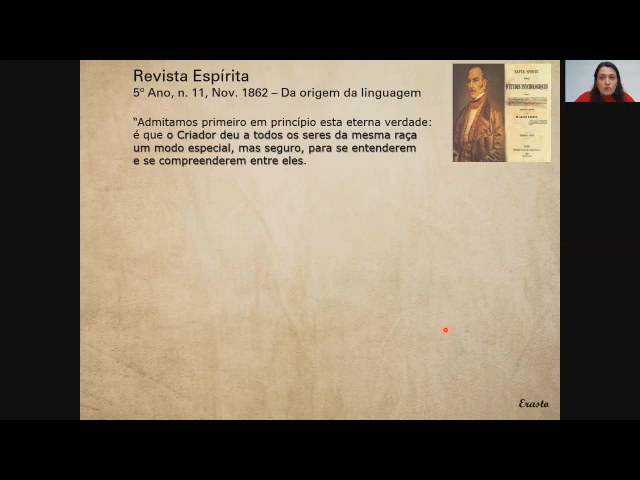 Revista Espírita
5º Ano, n. 11, Nov. 1862 – Da origem da linguagem
“Admitamos primeiro em princípio esta eterna verdade:
é que o Criador deu a todos os seres da mesma raça
um modo especial, mas seguro, para se entenderem
e se compreenderem entre eles.
Erasto